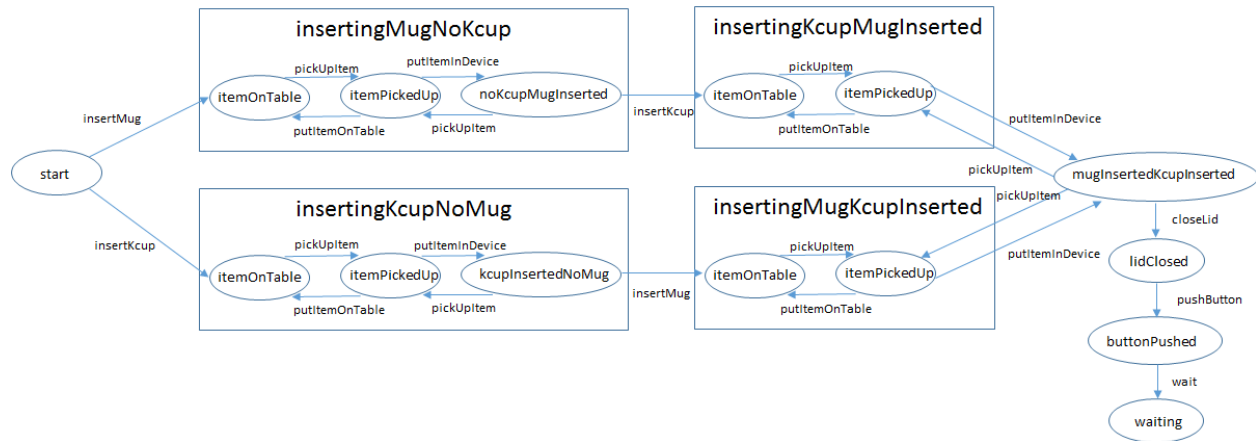 insertingMugNoKcup
pickUpItem
putItemInDevice
itemOnTable
itemPickedUp
noKcupMugInserted
putItemOnTable
pickUpItem
insertingKcupMugInserted
pickUpItem
itemOnTable
itemPickedUp
putItemOnTable
insertMug
insertKcup
putItemInDevice
start
pickUpItem
mugInsertedKcupInserted
pickUpItem
insertingKcupNoMug
pickUpItem
putItemInDevice
itemOnTable
itemPickedUp
kcupInsertedNoMug
putItemOnTable
pickUpItem
insertingMugKcupInserted
pickUpItem
itemOnTable
itemPickedUp
putItemOnTable
insertKcup
insertMug
putItemInDevice
closeLid
lidClosed
pushButton
buttonPushed
wait
waiting